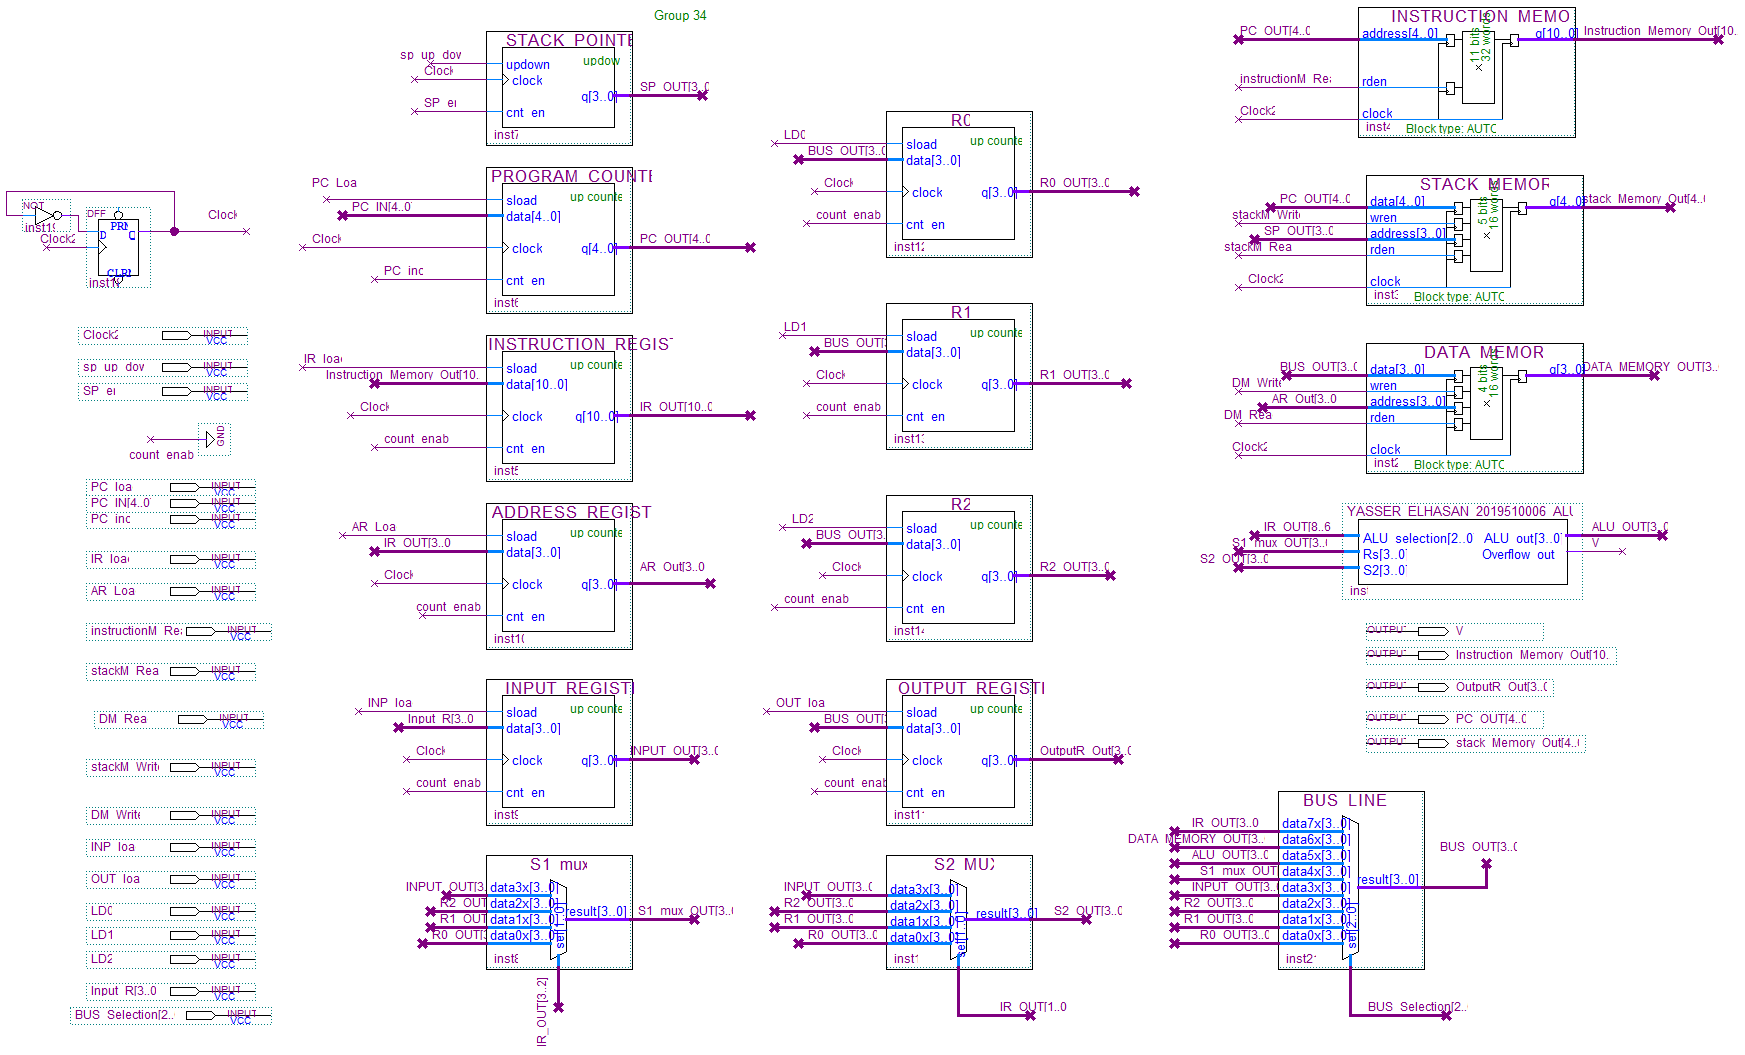 Group 34
NOT
inst1
Clock2
DFF
PRI
D
Q
CLRI
inst1
Clock
Clock2
INPUT
VCC
sp up dow
INPUT
VCC
SP e
INPUT
VCC
count enab
GND
PC loa
INPUT
VCC
PC IN[4..0
INPUT
VCC
PC inc
INPUT
VCC
IR loa
INPUT
VCC
AR Loa
INPUT
VCC
instructionM Re
INPUT
VCC
stackM Rea
INPUT
VCC
DM Rea
INPUT
VCC
stackM Writ
INPUT
VCC
DM Write
INPUT
VCC
INP loa
INPUT
VCC
OUT loa
INPUT
VCC
LD0
INPUT
VCC
LD1
INPUT
VCC
LD2
INPUT
VCC
Input R[3..0
INPUT
VCC
BUS Selection[2..
INPUT
VCC
STACK POINTE
sp up dow
Clock
SP e
updown
updow
clock
q[3..0]
cnt en
inst7
SP OUT[3..0
PROGRAM COUNTE
PC Loa
PC IN[4..0
Clock
PC inc
sload
up counte
data[4..0]
clock
q[4..0]
cnt en
inst6
PC OUT[4..0
INSTRUCTION REGIS
IR loa
Instruction Memory Out[10..
Clock
count enab
sload
up counte
data[10..0]
clock
q[10..0]
cnt en
inst5
IR OUT[10..0
ADDRESS REGIST
AR Loa
IR OUT[3..0
Clock
count enab
sload
up counte
data[3..0]
clock
q[3..0]
cnt en
inst10
AR Out[3..0
INPUT REGISTI
INP loa
Input R[3..0
Clock
count enab
sload
up counte
data[3..0]
clock
q[3..0]
cnt en
inst9
INPUT OUT[3..0
S1 mux
INPUT OUT[3..
R2 OUT
R1 OUT
R0 OUT[3
data3x[3..0]
data2x[3..0]
data1x[3..0]
data0x[3..0]
sel[1..0]
result[3..0]
inst8
S1 mux OUT[3..
IR_OUT[3..2]
R0
LD0
BUS OUT[3..0
Clock
count enab
sload
up counte
data[3..0]
clock
q[3..0]
cnt en
inst12
R0 OUT[3..0
R1
LD1
BUS OUT[
Clock
count enab
sload
up counte
data[3..0]
clock
q[3..0]
cnt en
inst13
R1 OUT[3..0
R2
LD2
BUS OUT[3
Clock
count enab
sload
up counte
data[3..0]
clock
q[3..0]
cnt en
inst14
R2 OUT[3..0
OUTPUT REGISTI
OUT loa
BUS OUT[3
Clock
count enab
sload
up counte
data[3..0]
clock
q[3..0]
cnt en
inst1
OutputR Out[3..0
S2 MUX
INPUT OUT[3..0
R2 OUT[3..
R1 OUT[3..0
R0 OUT[3..0
data3x[3..0]
data2x[3..0]
data1x[3..0]
data0x[3..0]
sel[1..0]
result[3..0]
inst1
S2 OUT[3..0
IR OUT[1..0
INSTRUCTION MEMO
PC OUT[4..0
instructionM Rea
Clock2
address[4..0]
rden
clock
q[10..0]
11 bits
32 words
inst4
Block type: AUTO
Instruction Memory Out[10..
STACK MEMOR
PC OUT[4..0
stackM Writ
SP OUT[3..0
stackM Rea
Clock2
data[4..0]
wren
address[3..0]
rden
clock
q[4..0]
5 bits
16 words
inst3
Block type: AUTO
stack Memory Out[4..
DATA MEMOR
BUS OUT[3..0
DM Write
AR Out[3..0
DM Rea
Clock2
data[3..0]
wren
address[3..0]
rden
clock
q[3..0]
4 bits
16 words
inst2
Block type: AUTO
DATA MEMORY OUT[3..
YASSER ELHASAN 2019510006 ALU
IR OUT[8..6
S1 mux OUT[3..
S2 OUT[3..0
ALU selection[2..0
Rs[3..0]
S2[3..0]
ALU out[3..0]
Overflow out
inst
ALU OUT[3..0
V
OUTPUT
V
OUTPUT
Instruction Memory Out[10..
OUTPUT
OutputR Out[3..0
OUTPUT
PC OUT[4..0
OUTPUT
stack Memory Out[4..
BUS LINE
IR OUT[3..0
DATA MEMORY OUT[3..
ALU OUT[3..0
S1 mux OUT
INPUT OUT[3..0
R2 OUT[3..0
R1 OUT[3..0
R0 OUT[3..0
data7x[3..0]
data6x[3..0]
data5x[3..0]
data4x[3..0]
data3x[3..0]
data2x[3..0]
data1x[3..0]
data0x[3..0]
sel[2..0]
result[3..0]
inst2
BUS OUT[3..0
BUS Selection[2..